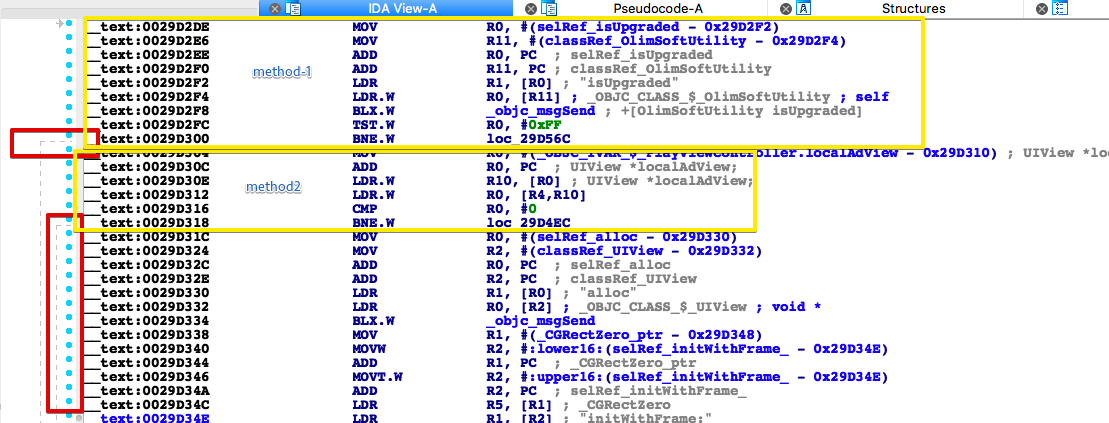 IDA View-A Pseudocode-A Structures
__text:0029D2DE MOV R0, #(selRef_isUpgraded - 0x29D2F2)
__text:0029D2E6 MOV R11, #(classRef_OlimSoftUtility - 0x29D2F4)
__text:0029D2EE ADD R0, PC ; selRef_isUpgraded
__text:0029D2F0 ADD R11, PC ; classRef_OlimSoftUtility
method-1
__text:0029D2F2 LDR R1, [R0] ; "isUpgraded"
__text:0029D2F4 LDR.W R0, [R11] ; _OBJC_CLASS_$_OlimSoftUtility ; self
__text:0029D2F8 BLX.W _objc_msgSend ; +[OlimSoftUtility isUpgraded]
__text:0029D2FC TST.W R0, #0xFF
__text:0029D300 BNE.W loc_29D56C
__text:0029D304 MOV R0, #(_OBJC_IVAR_$_PlayViewController.localAdView - 0x29D310) ; UIView *loc
__text:0029D30C ADD R0, PC ; UIView *localAdView;
__text:0029D30E LDR.W R10, [R0] ; UIView *localAdView;
method2
__text:0029D312 LDR.W R0, [R4,R10]
__text:0029D316 CMP R0, #0
__text:0029D318 BNE.W loc_29D4EC
__text:0029D31C MOV R0, #(selRef_alloc - 0x29D330)
__text:0029D324 MOV R2, #(classRef_UIView - 0x29D332)
__text:0029D32C ADD R0, PC ; selRef_alloc
__text:0029D32E ADD R2, PC ; classRef_UIView
__text:0029D330 LDR R1, [R0] ; "alloc"
__text:0029D332 LDR R0, [R2] ; _OBJC_CLASS_$_UIView ; void *
__text:0029D334 BLX.W _objc_msgSend
__text:0029D338 MOV R1, #(_CGRectZero_ptr - 0x29D348)
__text:0029D340 MOVW R2, #:lower16:(selRef_initWithFrame_ - 0x29D34E)
__text:0029D344 ADD R1, PC ; _CGRectZero_ptr
__text:0029D346 MOVT.W R2, #:upper16:(selRef_initWithFrame_ - 0x29D34E)
__text:0029D34A ADD R2, PC ; selRef_initWithFrame_
__text:0029D34C LDR R5, [R1] ; _CGRectZero
__text:0029D34E LDR R1, [R2] ; "initWithFrame:"